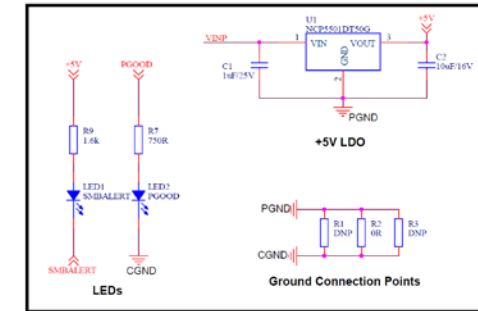 U1
NCP5501DT50G
+5V
VINP
1
VIN
VOUT
3
GND
2
C1
1uF/25V
C2
10uF/16V
PGND
+5V LDO
+5V
PGOOD
R9
1.6k
R7
750R
LED1
SMBALERT
LED2
PGOOD
SMBALERT
CGND
LEDs
PGND
R1
DNP
R2
0R
R3
DNP
CGND
Ground Connection Points